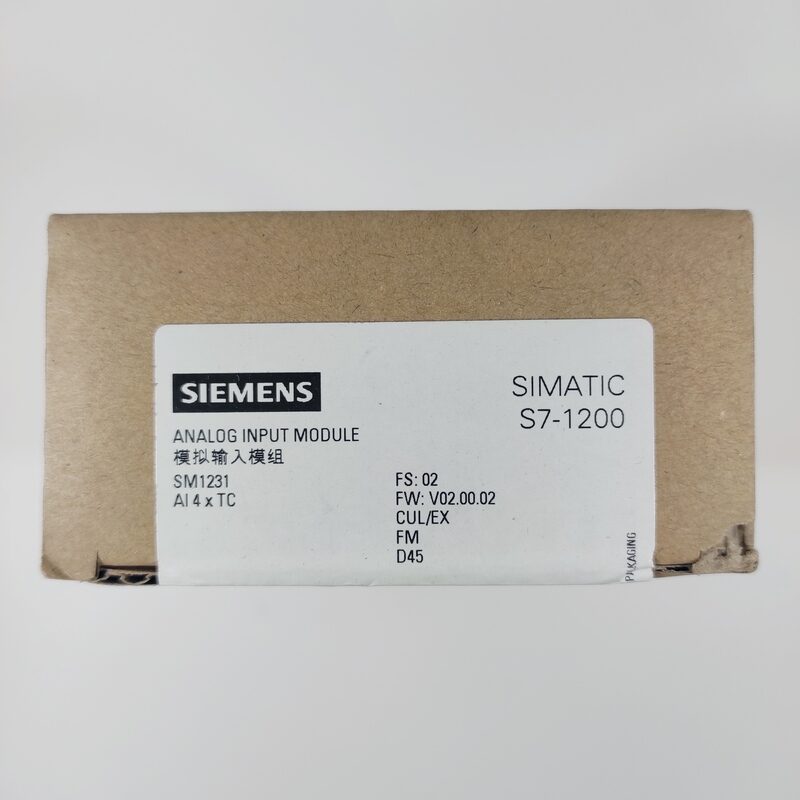 SIEMENS
SIMATIC
S7-1200
ANALOG INPUT MODULE
模拟输入模组
SM1231
AI 4 x TC
FS: 02
FW: V02.00.02
CUL/EX
FM
D45
PAKAGING